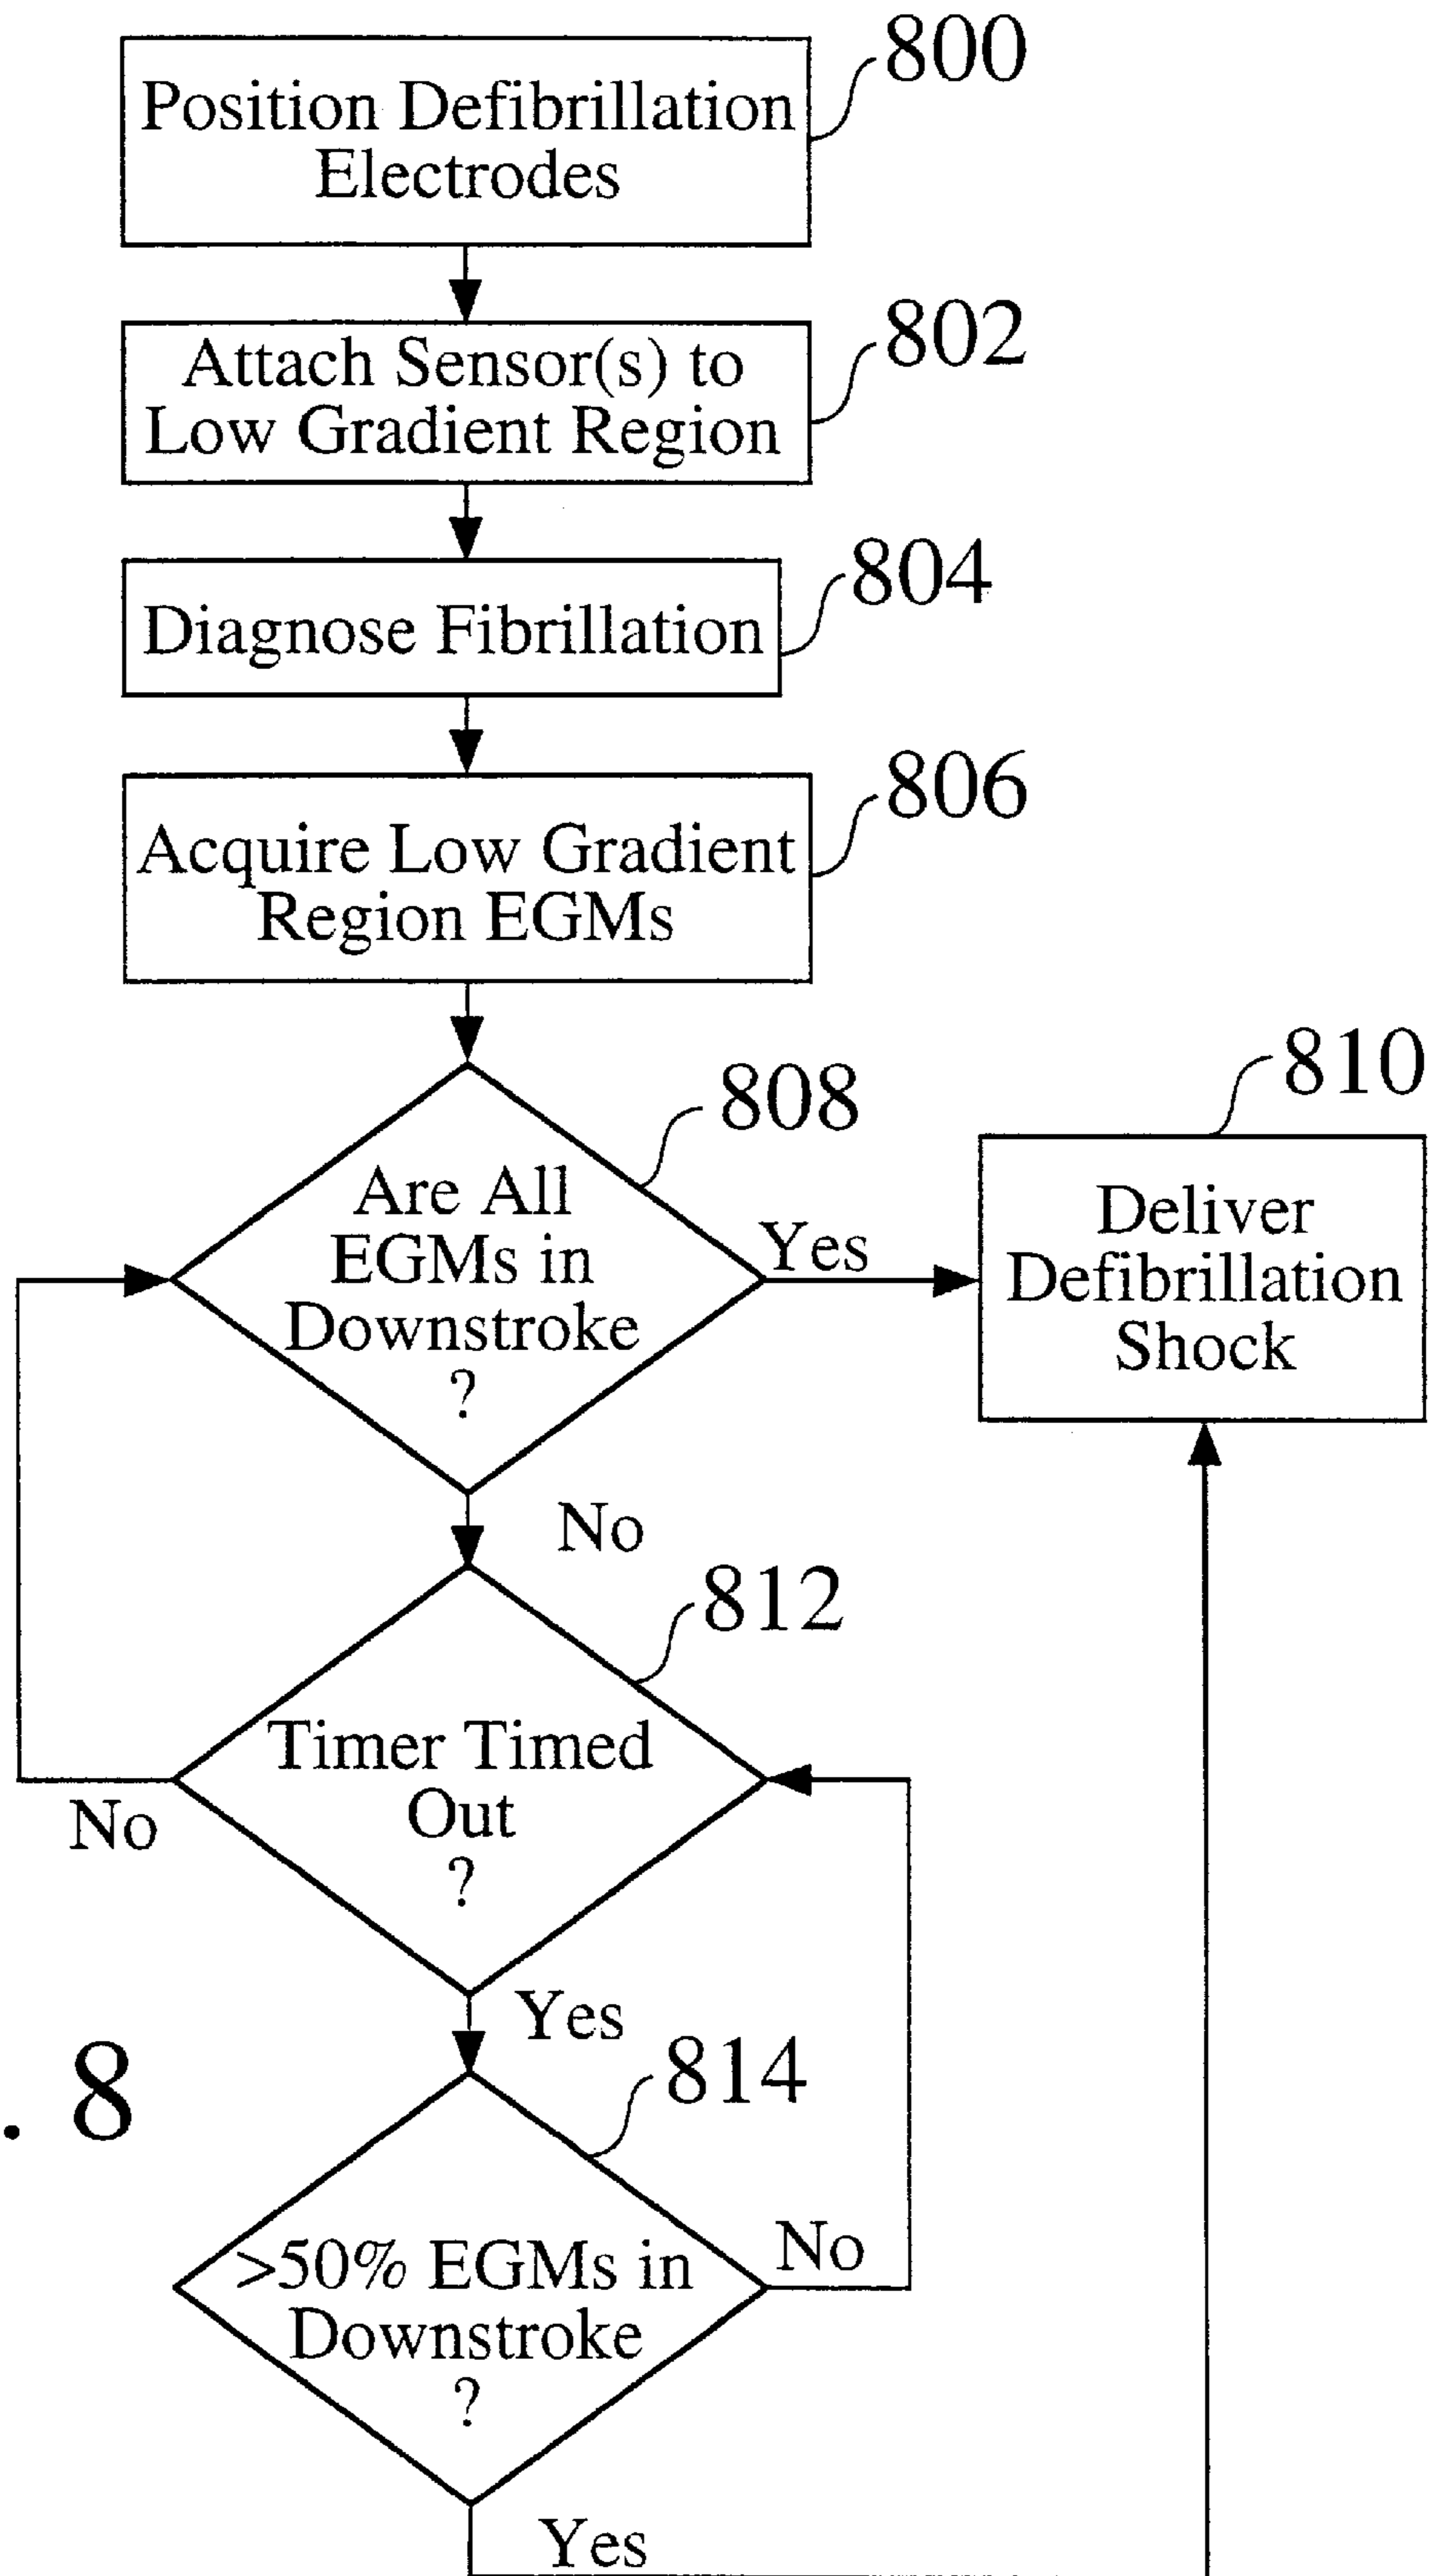 800
Position Defibrillation
Electrodes
802
Attach Sensor(s) to
Low Gradient Region
804
Diagnose Fibrillation
806
Acquire Low Gradient
Region EGMs
808
Are All
EGMs in
Downstroke
?
Yes
810
Deliver
Defibrillation
Shock
No
812
Timer Timed
Out
?
No
Yes
814
. 8
>50% EGMs in
Downstroke
?
No
Yes